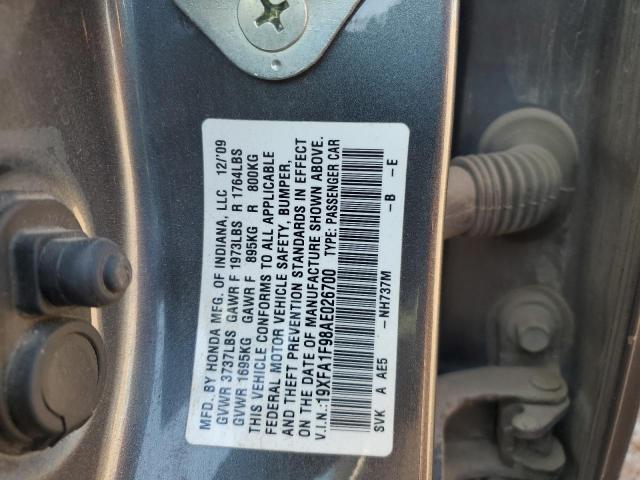 MFD. BY HONDA MFG. OF INDIANA, LLC 12/'09
GVWR 3737LBS GAWR F 1973LBS R 1764LBS
GVWR 1695KG GAWR F 895KG R 800KG
THIS VEHICLE CONFORMS TO ALL APPLICABLE
FEDERAL MOTOR VEHICLE SAFETY, BUMPER,
AND THEFT PREVENTION STANDARDS IN EFFECT
ON THE DATE OF MANUFACTURE SHOWN ABOVE.
V.I.N.:19XFA1F98AE026700 TYPE: PASSENGER CAR
SVK A AE5 -NH737M -B -E